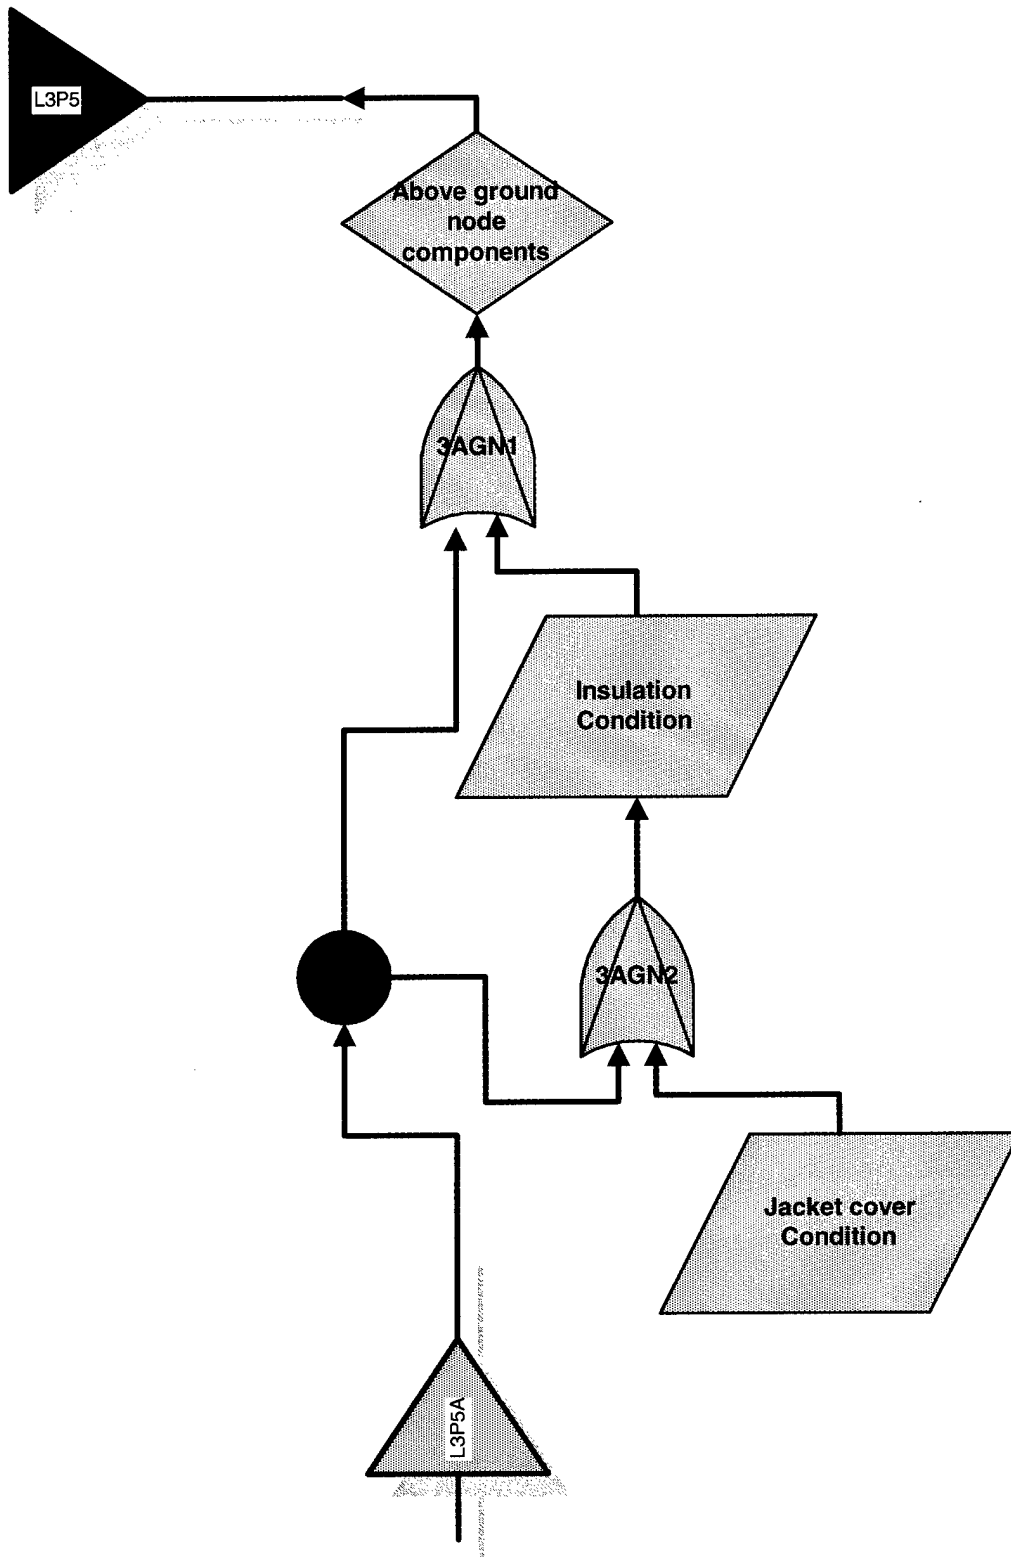 L3P5
Above ground
node
components
3AGN1
Insulation
Condition
3AGN2
Jacket cover
Condition
L3P5A